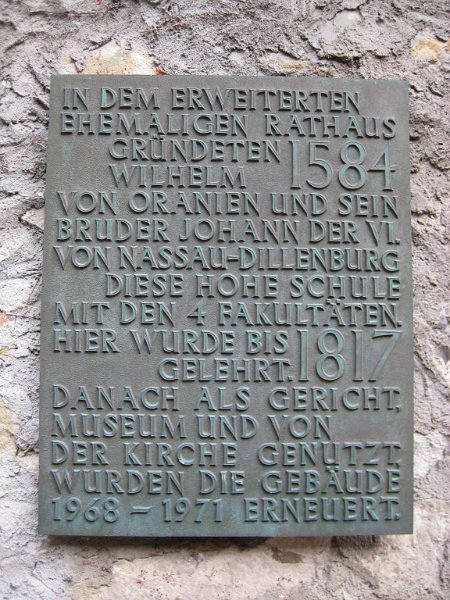 IN DEM ERWEITERTEN
EHEMALIGEN RATHAUS
GRÜNDETEN 1584
WILHELM
VON ORANIEN UND SEIN
BRUDER JOHANN DER VI.
VON NASSAU-DILLENBURG
DIESE HOHE SCHULE
MIT DEN 4 FAKULTÄTEN.
HIER WURDE BIS 1817
GELEHRT.
DANACH ALS GERICHT,
MUSEUM UND VON
DER KIRCHE GENUTZT
WURDEN DIE GEBÄUDE
1968 – 1971 ERNEUERT.